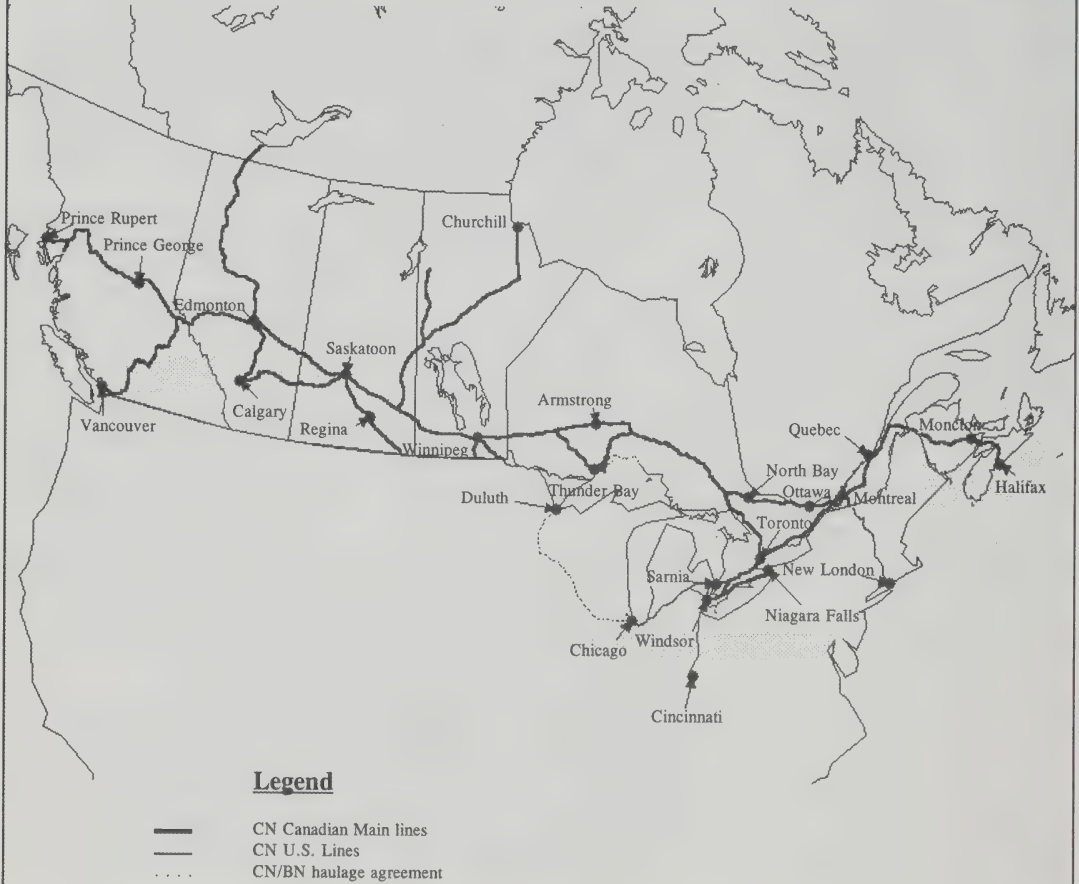 Churchill
Prince Rupert
Prince George
Edmonton
Saskatoon
Armstrong
Calgary
Vancouver
Regina
Winnipeg
Quebec
Moncton
North Bay
Halifax
Thunder Bay
Ottawa
Montreal
Duluth
Toronto
Sarnia
New London
Niagara Falls
Windsor
Chicago
Cincinnati
Legend
CN Canadian Main lines
CN U.S. Lines
CN/BN haulage agreement